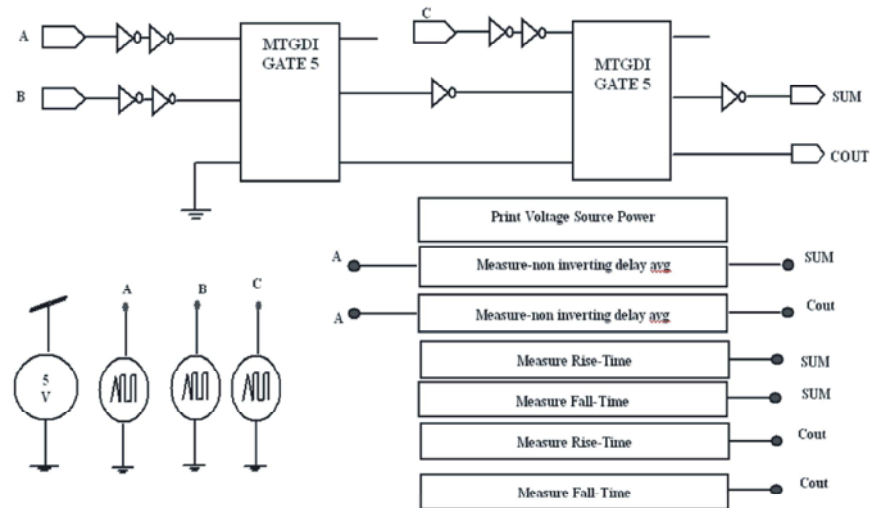 A
MTGDI
GATE 5
C
MTGDI
GATE 5
B
SUM
COUT
Print Voltage Source Power
A
Measure-non inverting delay avg
SUM
A
Measure-non inverting delay avg
Cout
Measure Rise-Time
SUM
Measure Fall-Time
SUM
Measure Rise-Time
Cout
Measure Fall-Time
Cout
A
B
C
5
V